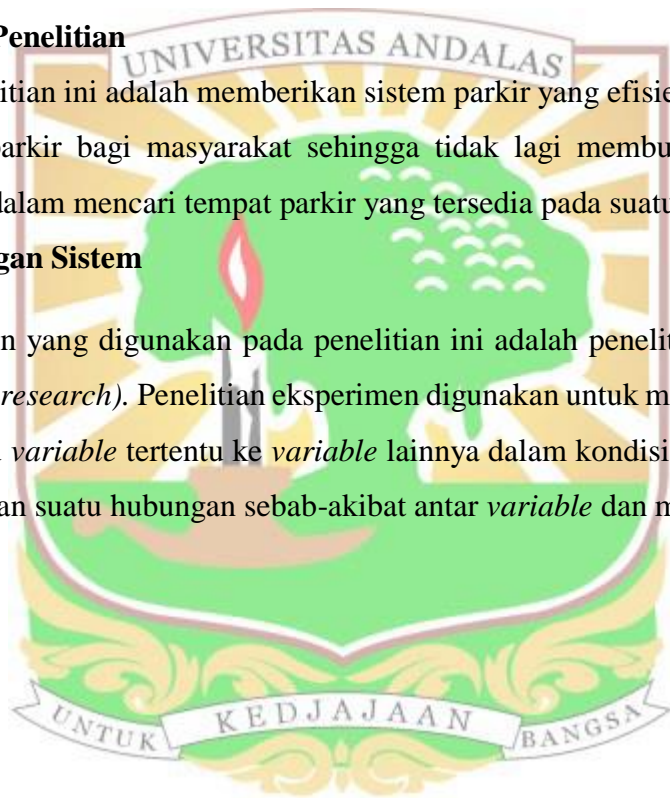 Penelitian
UNIVERSITAS ANDALAS
itian ini adalah memberikan sistem parkir yang efisie
parkir bagi masyarakat sehingga tidak lagi membu
dalam mencari tempat parkir yang tersedia pada suatu
gan Sistem
n yang digunakan pada penelitian ini adalah penelit
research). Penelitian eksperimen digunakan untuk m
variable tertentu ke variable lainnya dalam kondisi
an suatu hubungan sebab-akibat antar variable dan m
UNTUK KEDJAJAAN BANGSA